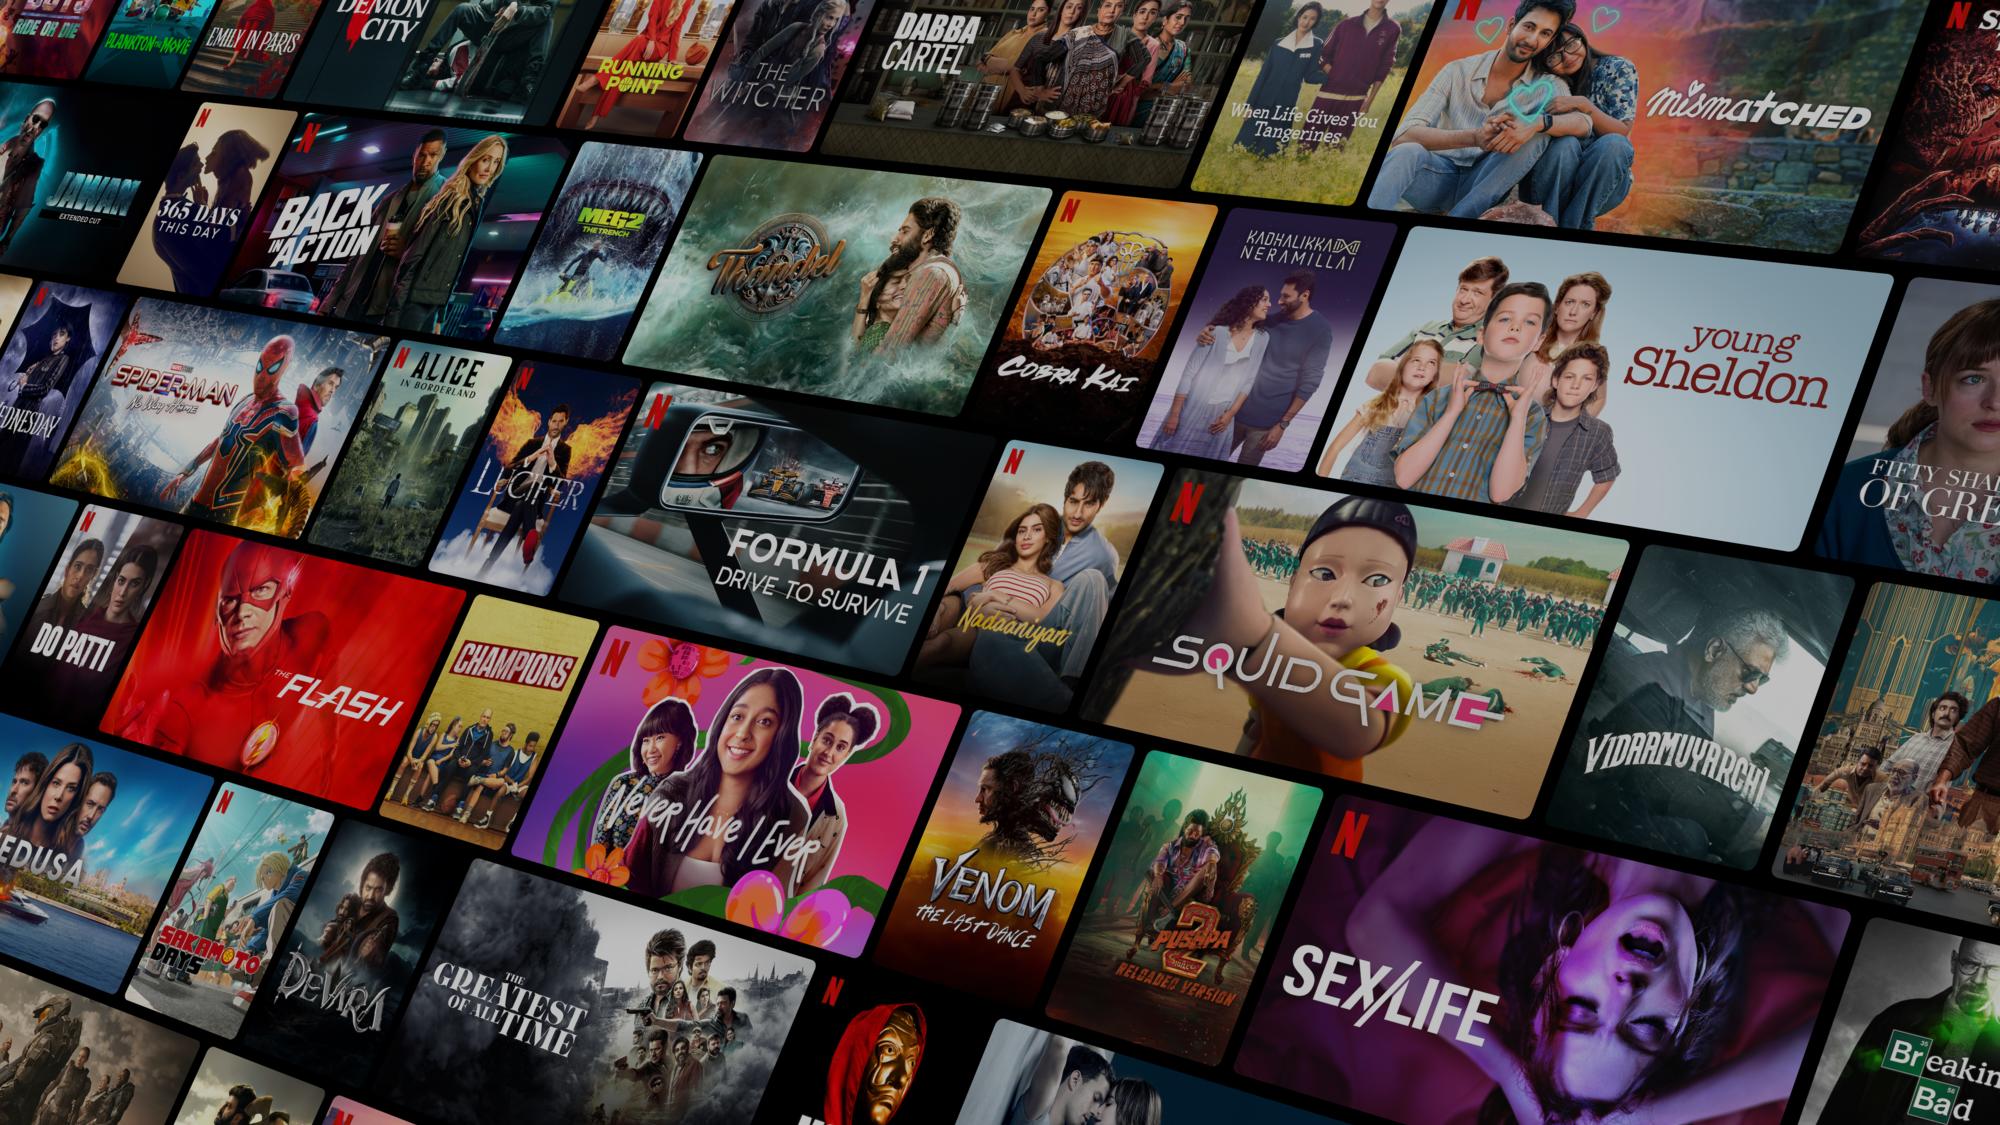 RIDE OR DIE
PLANKTON: THE MOVIE
EMILY IN PARIS
DEMON
CITY
RUNNING
POINT
THE
WITCHER
DABBA
CARTEL
When Life Gives You
Tangerines
N
mismatched
N
JAWAN
EXTENDED CUT
N
365 DAYS
THIS DAY
N
BACK
IN ACTION
MEG2
THE TRENCH
Thandel
N
COBRA KAI
KADHALIKKA
NERAMILLAI
young
Sheldon
FIFTY SHA
OF GRE
N
EDNESDAY
SPIDER-MAN
No Way Home
N
ALICE
IN BORDERLAND
N
LUCIFER
N
FORMULA 1
DRIVE TO SURVIVE
N
Nadaaniyan
N
SQUID GAME
VIDAAMUYARCHI
N
DO PATTI
THE
FLASH
CHAMPIONS
N
Never Have I Ever
VENOM
THE LAST DANCE
PUSHPA
2
RELOADED VERSION
N
SEX/LIFE
EDUSA
N
SAKAMOTO
DAYS
DEVARA
THE
GREATEST
OF ALL TIME
N
35
Breakin
56
Bad
N